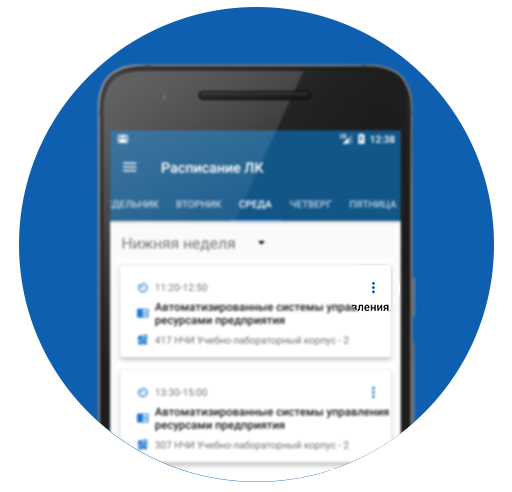 12:38
Расписание ЛК
ДЕЛЬНИК ВТОРНИК СРЕДА ЧЕТВЕРГ ПЯТНИЦА
Нижняя неделя
11:20-12:50
Автоматизированные системы управления
ресурсами предприятия
417 НЧИ Учебно-лабораторный корпус - 2
13:30-15:00
Автоматизированные системы управления
ресурсами предприятия
307 НЧИ Учебно-лабораторный корпус - 2